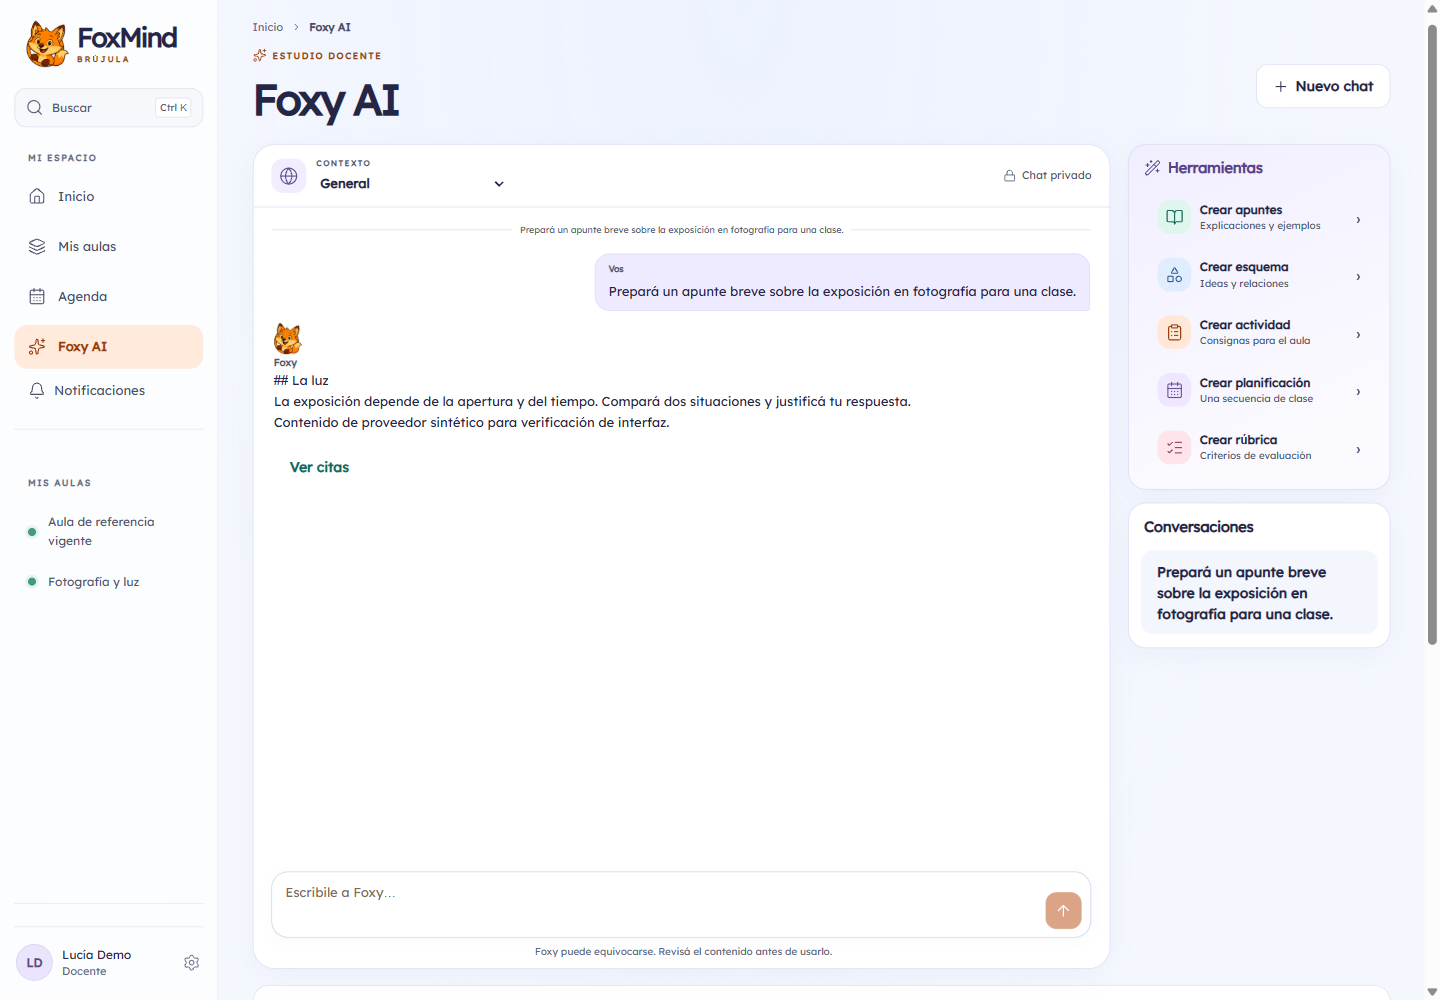 FoxMind
BRÚJULA
Buscar
Ctrl K
MI ESPACIO
Inicio
Mis aulas
Agenda
Foxy AI
Notificaciones
MIS AULAS
Aula de referencia
vigente
Fotografía y luz
LD
Lucía Demo
Docente
Inicio > Foxy AI
ESTUDIO DOCENTE
Foxy AI
+ Nuevo chat
CONTEXTO
General
Chat privado
Prepará un apunte breve sobre la exposición en fotografía para una clase.
Vos
Prepará un apunte breve sobre la exposición en fotografía para una clase.
Foxy
## La luz
La exposición depende de la apertura y del tiempo. Compará dos situaciones y justificá tu respuesta.
Contenido de proveedor sintético para verificación de interfaz.
Ver citas
Escribile a Foxy...
Foxy puede equivocarse. Revisá el contenido antes de usarlo.
Herramientas
Crear apuntes
Explicaciones y ejemplos
Crear esquema
Ideas y relaciones
Crear actividad
Consignas para el aula
Crear planificación
Una secuencia de clase
Crear rúbrica
Criterios de evaluación
Conversaciones
Prepará un apunte breve
sobre la exposición en
fotografía para una clase.